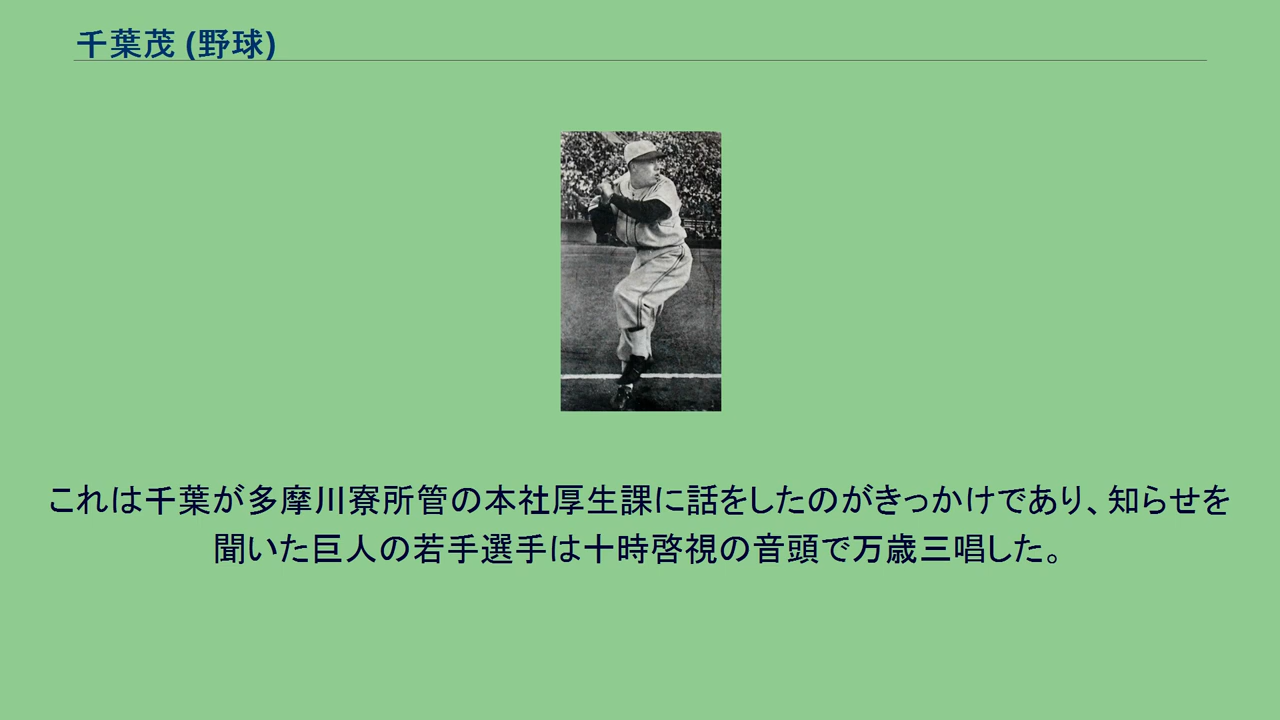 千葉茂 (野球)
これは千葉が多摩川寮所管の本社厚生課に話をしたのがきっかけであり、知らせを
聞いた巨人の若手選手は十時啓視の音頭で万歳三唱した。